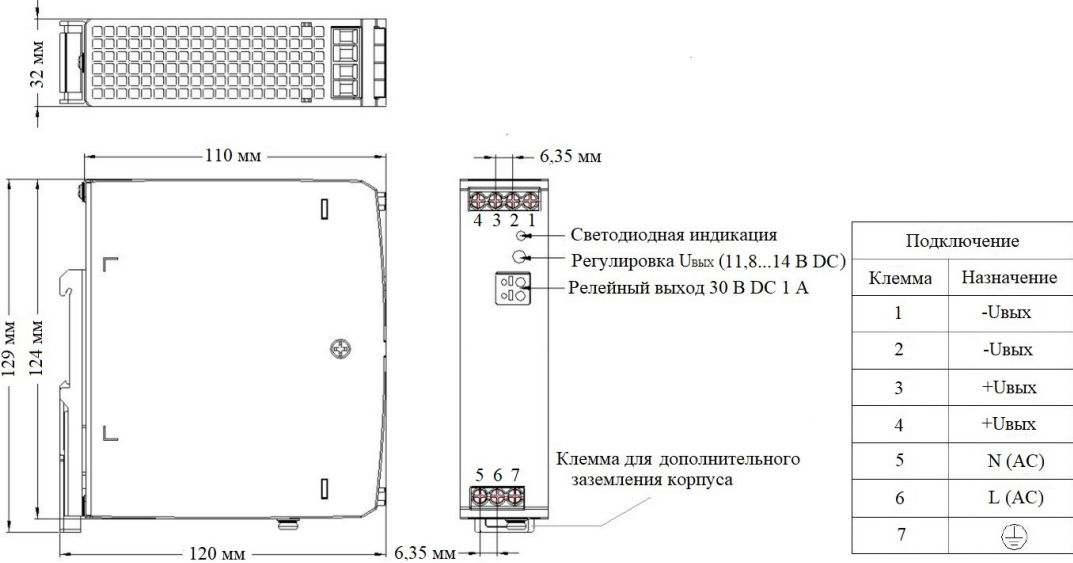 32 мм
110 мм
6,35 мм
4 3 2 1
Светодиодная индикация
Регулировка Uвых (11,8...14 В DC)
Релейный выход 30 В DC 1 А
129 мм
124 мм
Клемма для дополнительного
заземления корпуса
5 6 7
120 мм
6,35 мм
Подключение
Клемма Назначение
1 -Uвых
2 -Uвых
3 +Uвых
4 +Uвых
5 N (AC)
6 L (AC)
7